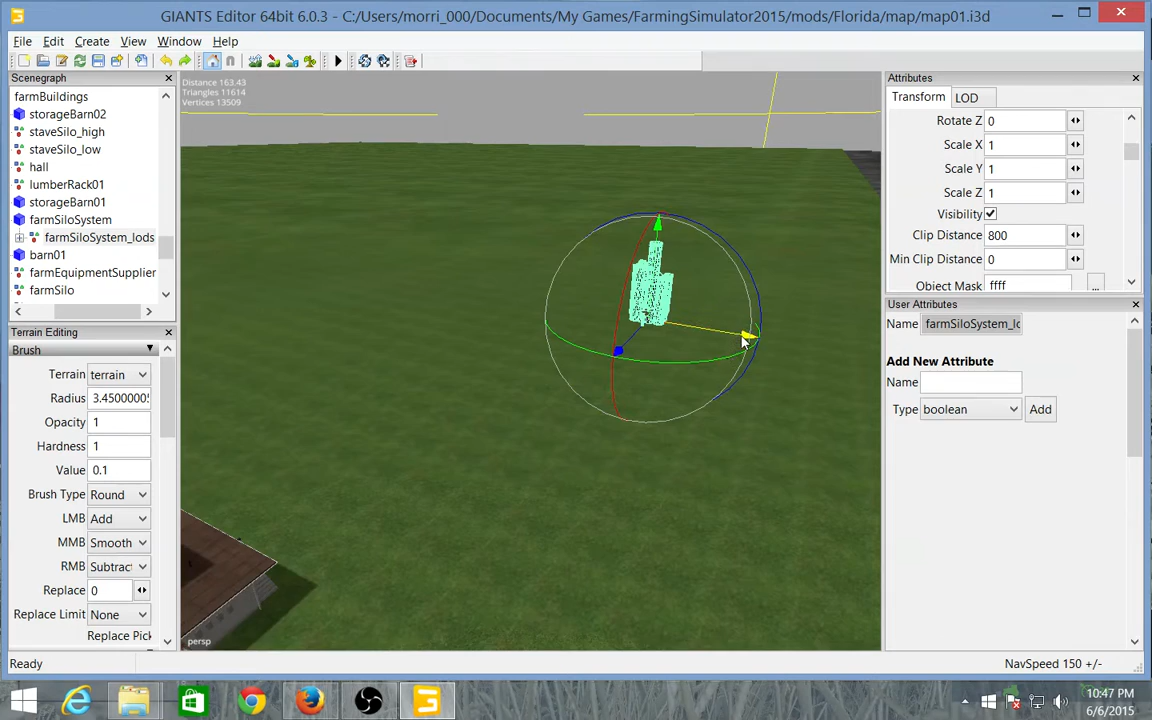 GIANTS Editor 64bit 6.0.3 - C:/Users/morri_000/Documents/My Games/FarmingSimulator2015/mods/Florida/map/map01.i3d
File Edit Create View Window Help
Scenegraph
farmBuildings
storageBarn02
staveSilo_high
staveSilo_low
hall
lumberRack01
storageBarn01
farmSiloSystem
farmSiloSystem_lods
barn01
farmEquipmentSupplier
farmSilo
Terrain Editing
Brush
Terrain terrain
Radius 3.45000005
Opacity 1
Hardness 1
Value 0.1
Brush Type Round
LMB Add
MMB Smooth
RMB Subtract
Replace 0
Replace Limit None
Replace Pick
Distance 163.43
Triangles 11614
Vertices 13509
persp
Attributes
Transform LOD
Rotate Z 0
Scale X 1
Scale Y 1
Scale Z 1
Visibility
Clip Distance 800
Min Clip Distance 0
Object Mask ffff ...
User Attributes
Name farmSiloSystem_lo
Add New Attribute
Name
Type boolean Add
Ready
NavSpeed 150 +/-
10:47 PM
6/6/2015